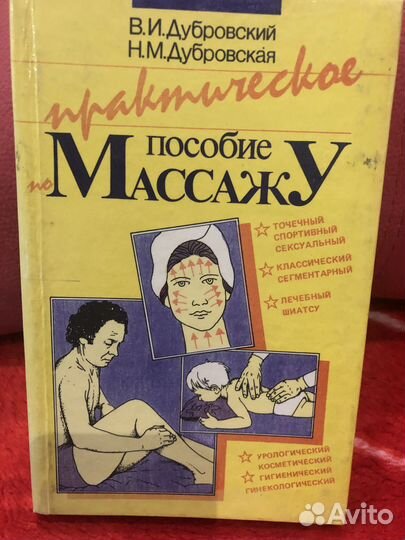 В.И.Дубровский
Н.М.Дубровская
практическое
пособие
по МассажУ
☆ точечный
спортивный
сексуальный
☆ классический
сегментарный
☆ лечебный
шиатсу
☆ урологический
косметический
☆ гигиенический
гинекологический
Avito